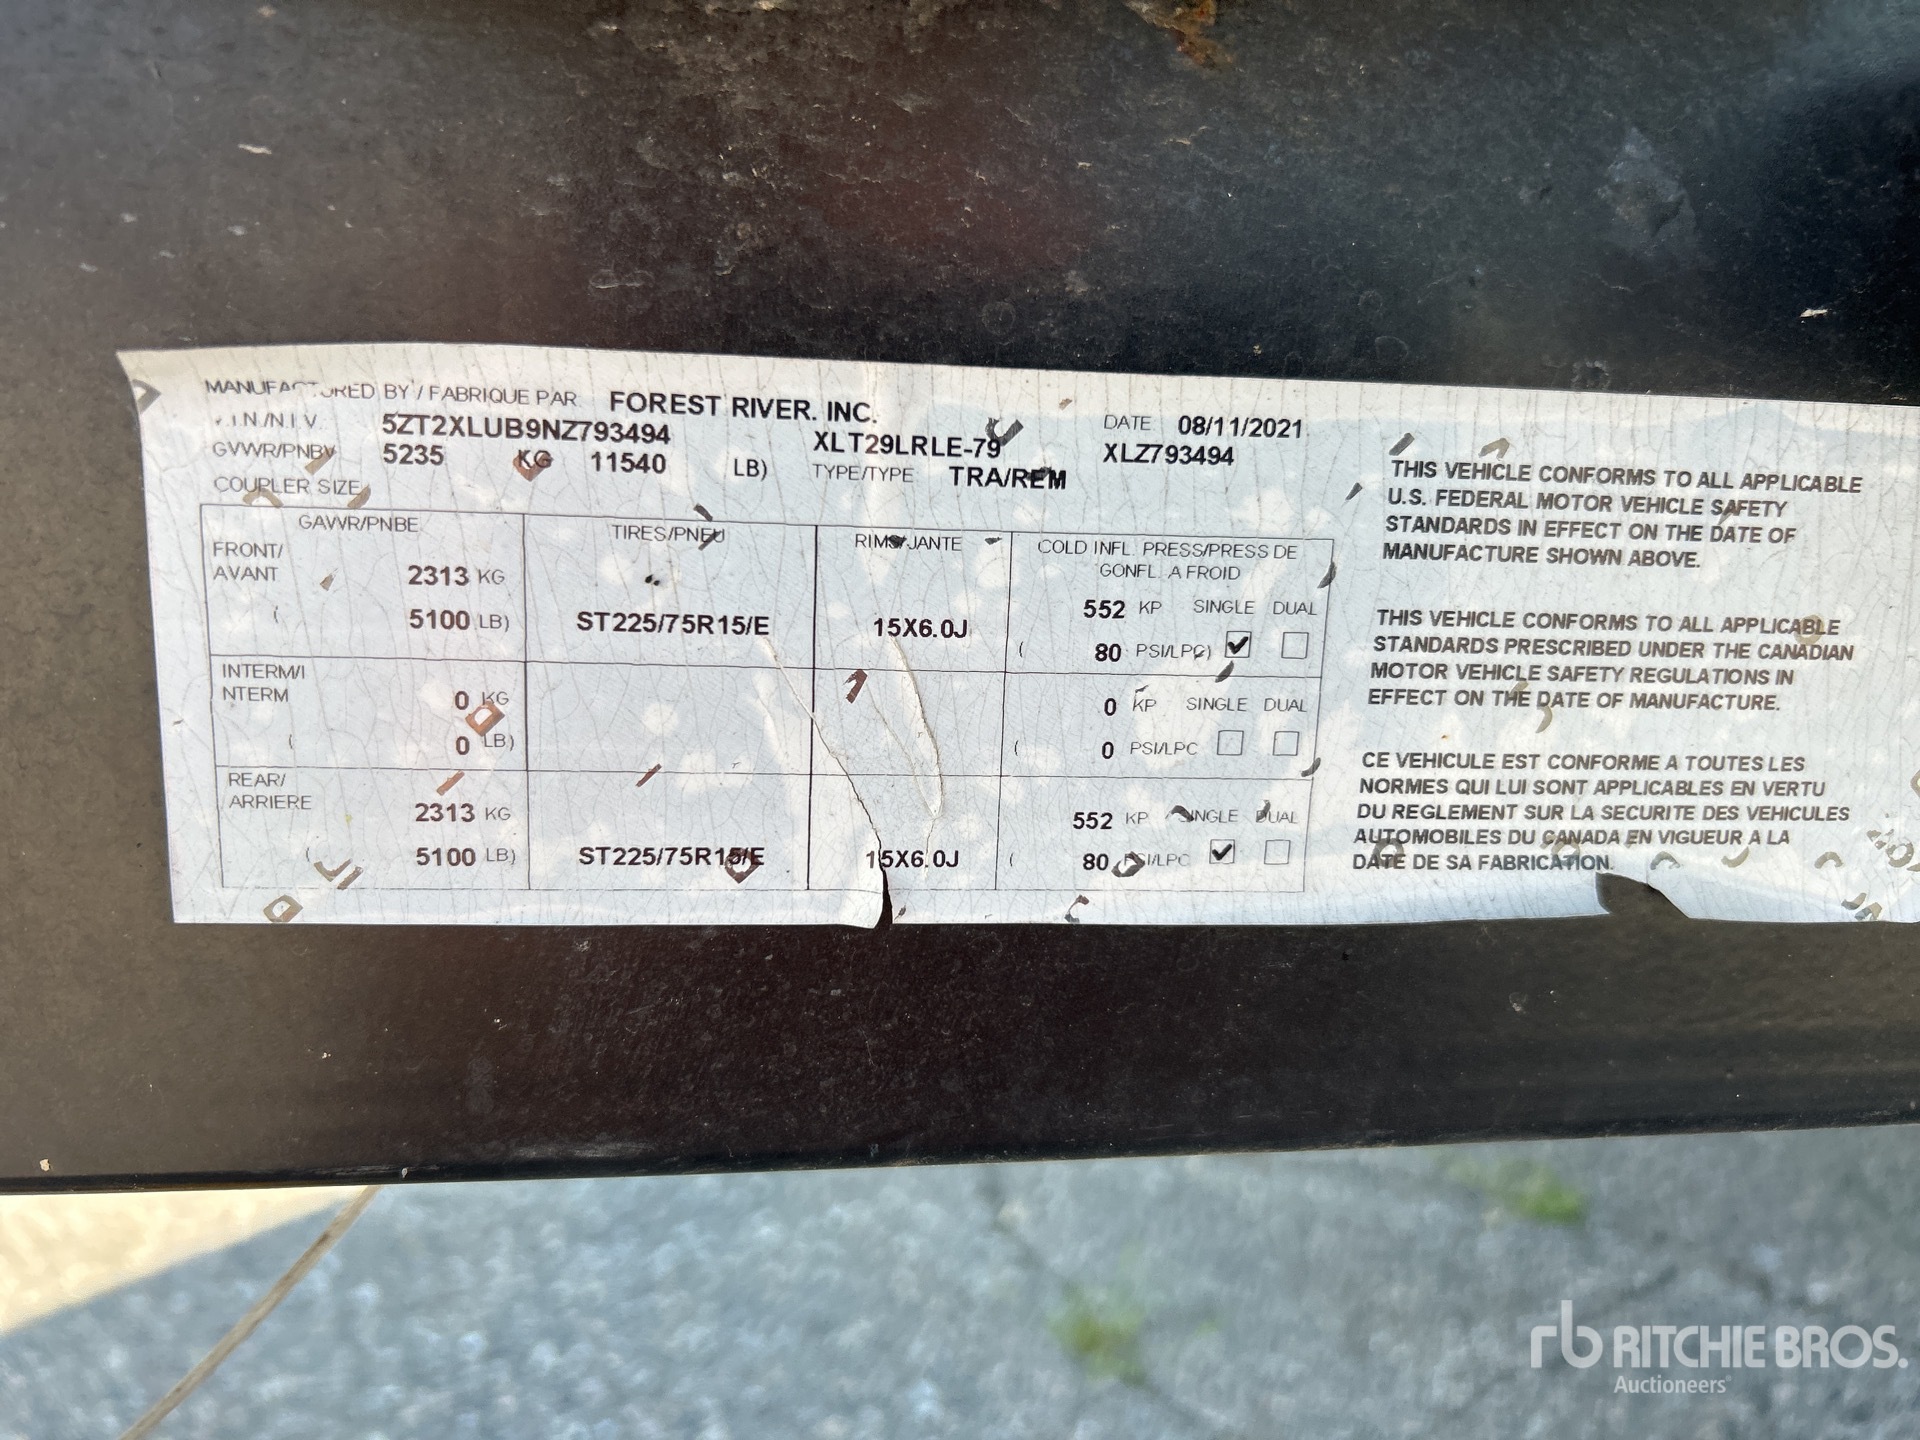 MANUFACTURED BY / FABRIQUE PAR FOREST RIVER, INC. DATE 08/11/2021
V.I.N./N.I.V. 5ZT2XLUB9NZ793494 XLT29LRLE-79 XLZ793494
GVWR/PNBV 5235 KG 11540 LB) TYPE/TYPE TRA/REM
COUPLER SIZE
GAWR/PNBE TIRES/PNEU RIMS/JANTE COLD INFL. PRESS/PRESS DE
GONFL. A FROID
FRONT/
AVANT 2313 KG 552 KP SINGLE DUAL
( 5100 LB) ST225/75R15/E 15X6.0J ( 80 PSI/LPC) ✓
INTERM/I
NTERM 0 KG 0 KP SINGLE DUAL
( 0 LB) ( 0 PSI/LPC
REAR/
ARRIERE 2313 KG 552 KP SINGLE DUAL
( 5100 LB) ST225/75R15/E 15X6.0J ( 80 PSI/LPC ✓
THIS VEHICLE CONFORMS TO ALL APPLICABLE
U.S. FEDERAL MOTOR VEHICLE SAFETY
STANDARDS IN EFFECT ON THE DATE OF
MANUFACTURE SHOWN ABOVE.
THIS VEHICLE CONFORMS TO ALL APPLICABLE
STANDARDS PRESCRIBED UNDER THE CANADIAN
MOTOR VEHICLE SAFETY REGULATIONS IN
EFFECT ON THE DATE OF MANUFACTURE.
CE VEHICULE EST CONFORME A TOUTES LES
NORMES QUI LUI SONT APPLICABLES EN VERTU
DU REGLEMENT SUR LA SECURITE DES VEHICULES
AUTOMOBILES DU CANADA EN VIGUEUR A LA
DATE DE SA FABRICATION.
rb RITCHIE BROS.
Auctioneers